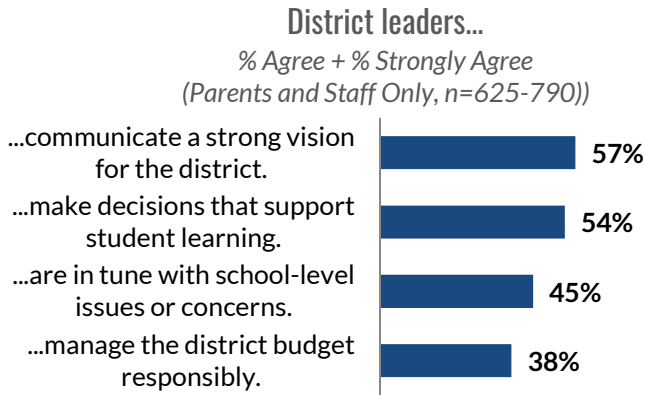 District leaders...
% Agree + % Strongly Agree
(Parents and Staff Only, n=625-790))
...communicate a strong vision
for the district.
57%
...make decisions that support
student learning.
54%
...are in tune with school-level
issues or concerns.
45%
...manage the district budget
responsibly.
38%